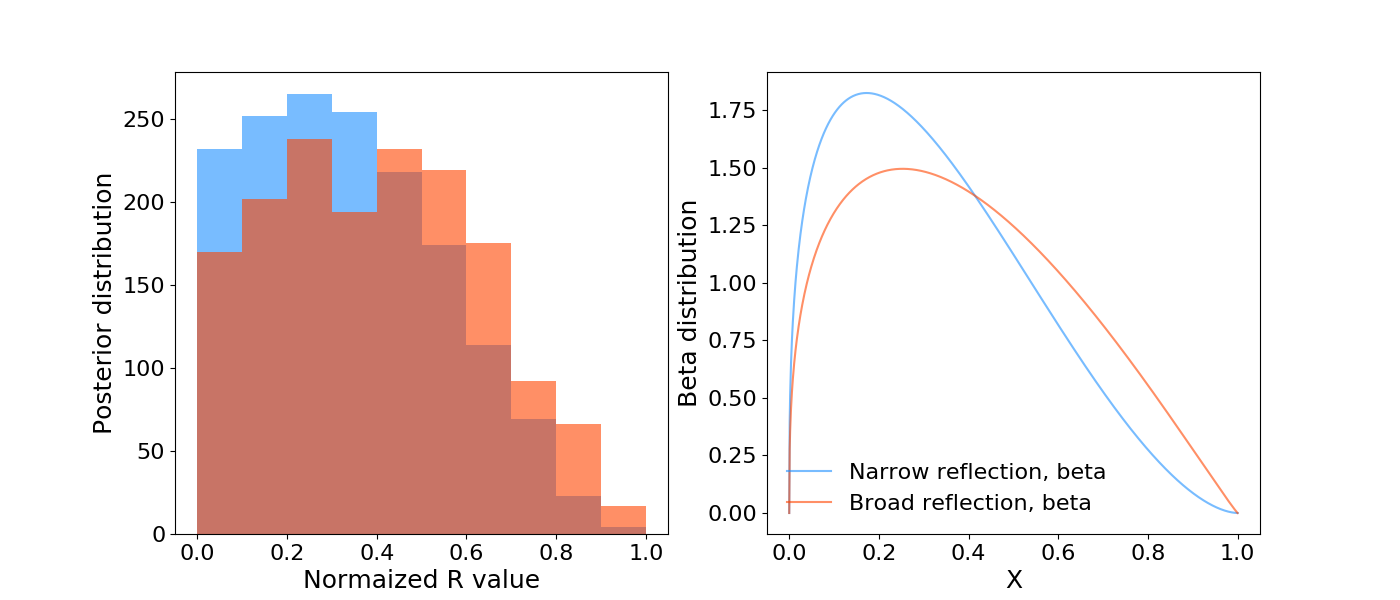 Posterior distribution
250
200
150
100
50
0
0.0 0.2 0.4 0.6 0.8 1.0
Normaized R value
Beta distribution
1.75
1.50
1.25
1.00
0.75
0.50
0.25
0.00
Narrow reflection, beta
Broad reflection, beta
0.0 0.2 0.4 0.6 0.8 1.0
X